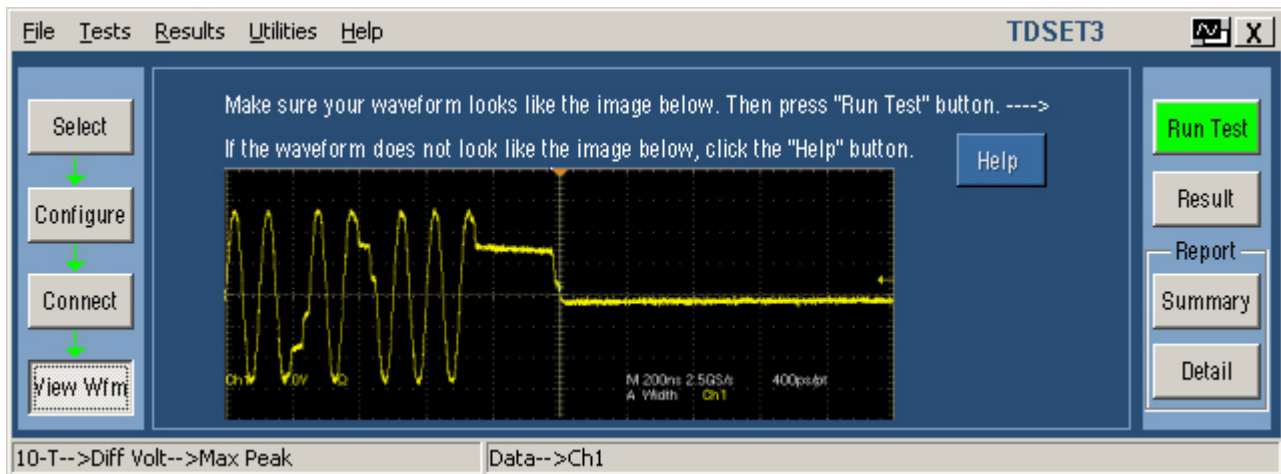 File Tests Results Utilities Help TDSET3 X
Make sure your waveform looks like the image below. Then press "Run Test" button. ---->
If the waveform does not look like the image below, click the "Help" button.
Help
Select
Configure
Connect
View Wfm
Ch1 Ω
M 200ns 2.5GS/s 400ps/pt
A Width Ch1
Run Test
Result
Report
Summary
Detail
10-T-->Diff Volt-->Max Peak Data-->Ch1